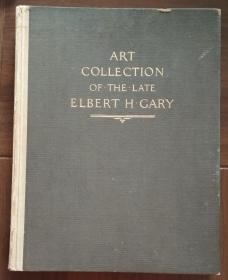 ART
COLLECTION
OF·THE·LATE
ELBERT H·GARY